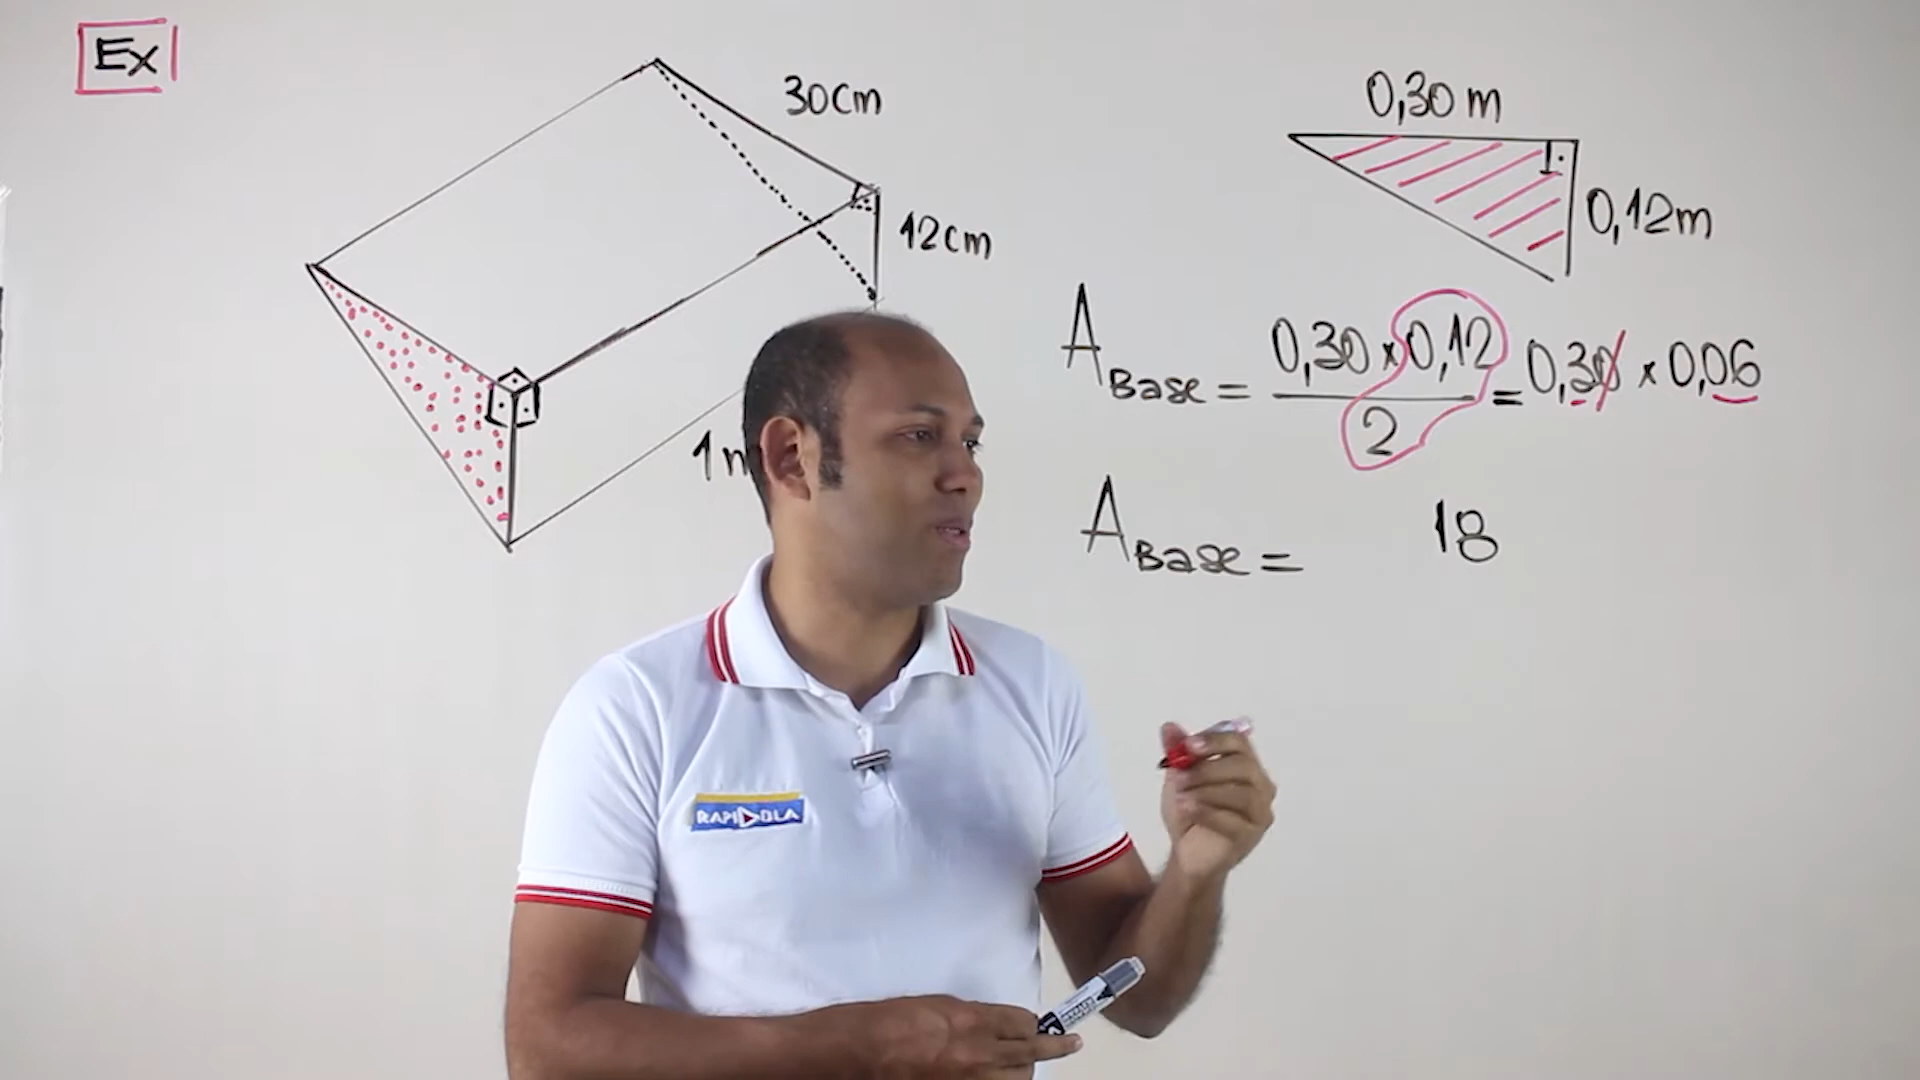 Ex
30cm
12cm
1
0,30 m
0,12m
A Base = 0,30 × 0,12 / 2 = 0,30 × 0,06
A Base = 18
RAPIDOLA